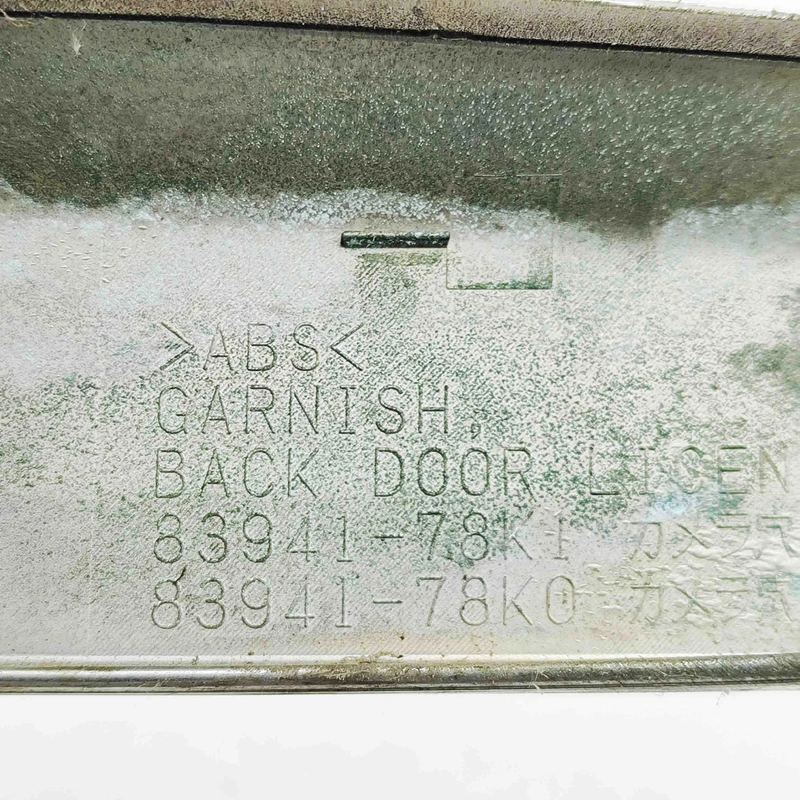 >ABS<
GARNISH,
BACK DOOR LICEN
83941-78K1 カメラ
83941-78K0 カメラ